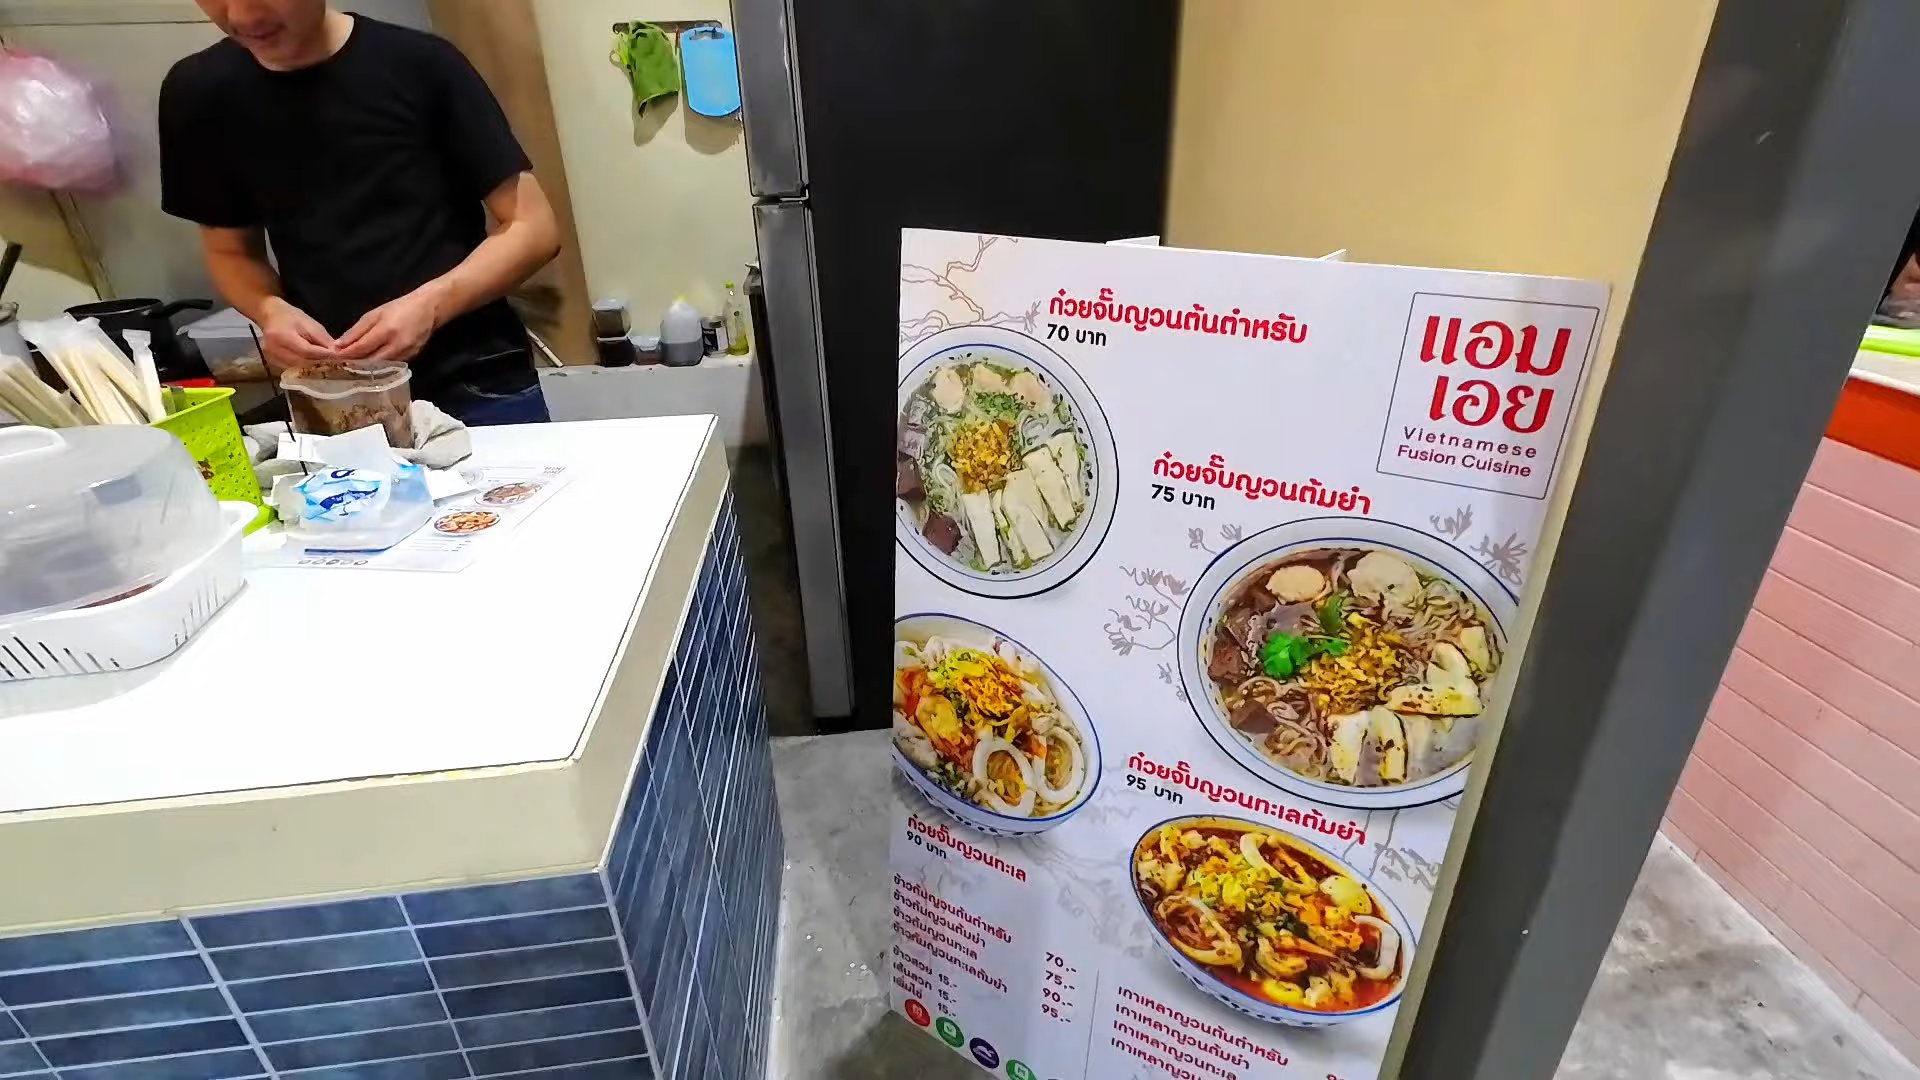 ก๋วยจั๊บญวนต้นตำหรับ
70 บาท
แอม
เอย
Vietnamese
Fusion Cuisine
ก๋วยจั๊บญวนต้มยำ
75 บาท
ก๋วยจั๊บญวนทะเลต้มยำ
95 บาท
ก๋วยจั๊บญวนทะเล
90 บาท
ข้าวต้มญวนต้นตำหรับ 70.-
ข้าวต้มญวนต้มยำ 75.-
ข้าวต้มญวนทะเล 90.-
ข้าวต้มญวนทะเลต้มยำ 95.-
ข้าวสวย 15.-
เส้นลวก 15.-
เพิ่มไข่ 15.-
เกาเหลาญวนต้นตำหรับ
เกาเหลาญวนต้มยำ
เกาเหลาญวนทะเล
เกาเหลาญวน